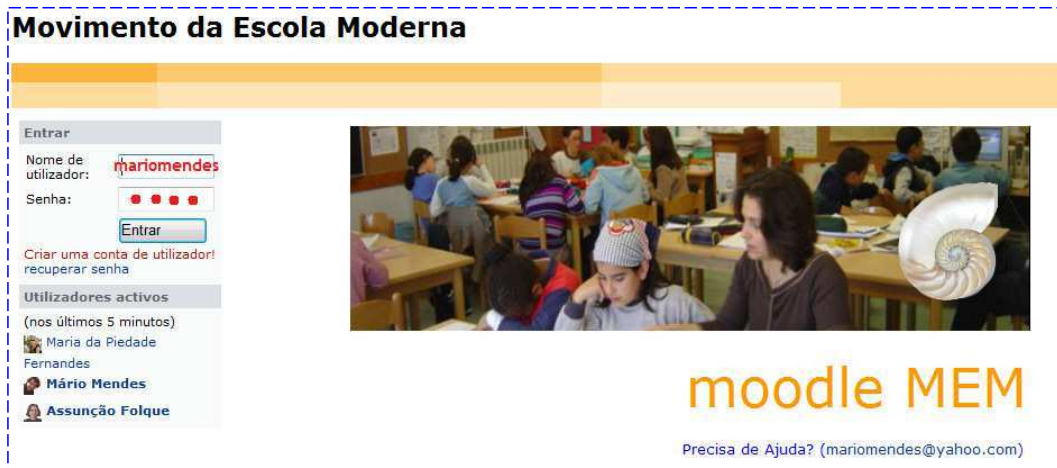 Movimento da Escola Moderna
Entrar
Nome de
utilizador:
mariomendes
Senha:
Entrar
Criar uma conta de utilizador!
recuperar senha
Utilizadores activos
(nos últimos 5 minutos)
Maria da Piedade
Fernandes
Mário Mendes
Assunção Folque
moodle MEM
Precisa de Ajuda? (mariomendes@yahoo.com)